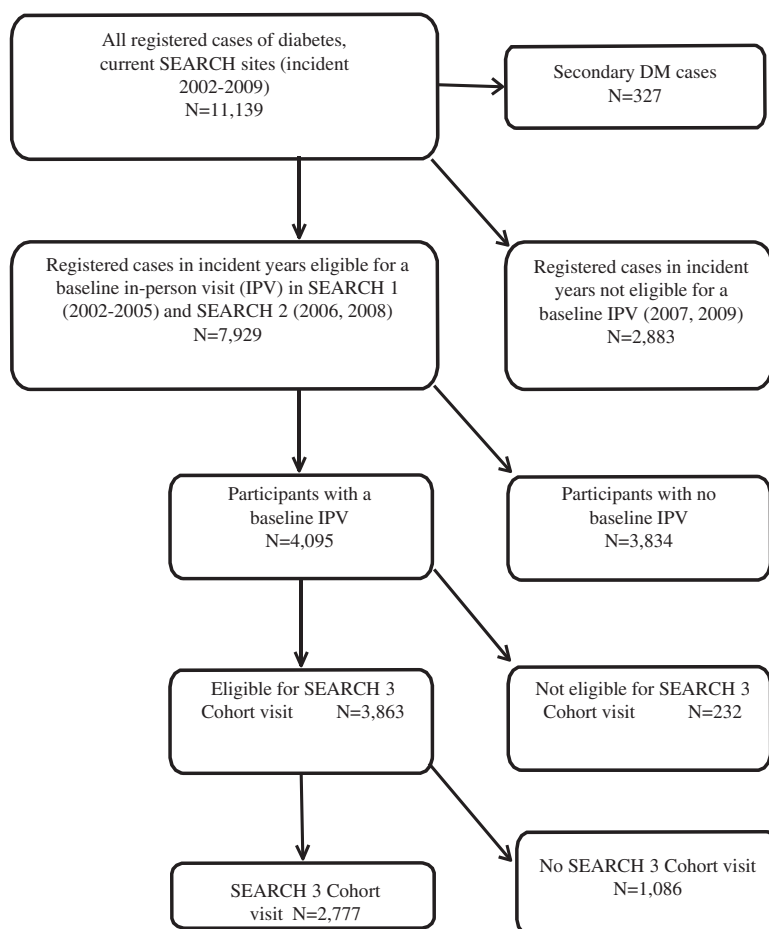 All registered cases of diabetes,
current SEARCH sites (incident
2002-2009)
N=11,139
Secondary DM cases
N=327
Registered cases in incident years eligible for a
baseline in-person visit (IPV) in SEARCH 1
(2002-2005) and SEARCH 2 (2006, 2008)
N=7,929
Registered cases in incident
years not eligible for a
baseline IPV (2007, 2009)
N=2,883
Participants with a
baseline IPV
N=4,095
Participants with no
baseline IPV
N=3,834
Eligible for SEARCH 3
Cohort visit N=3,863
Not eligible for SEARCH 3
Cohort visit N=232
SEARCH 3 Cohort
visit N=2,777
No SEARCH 3 Cohort visit
N=1,086